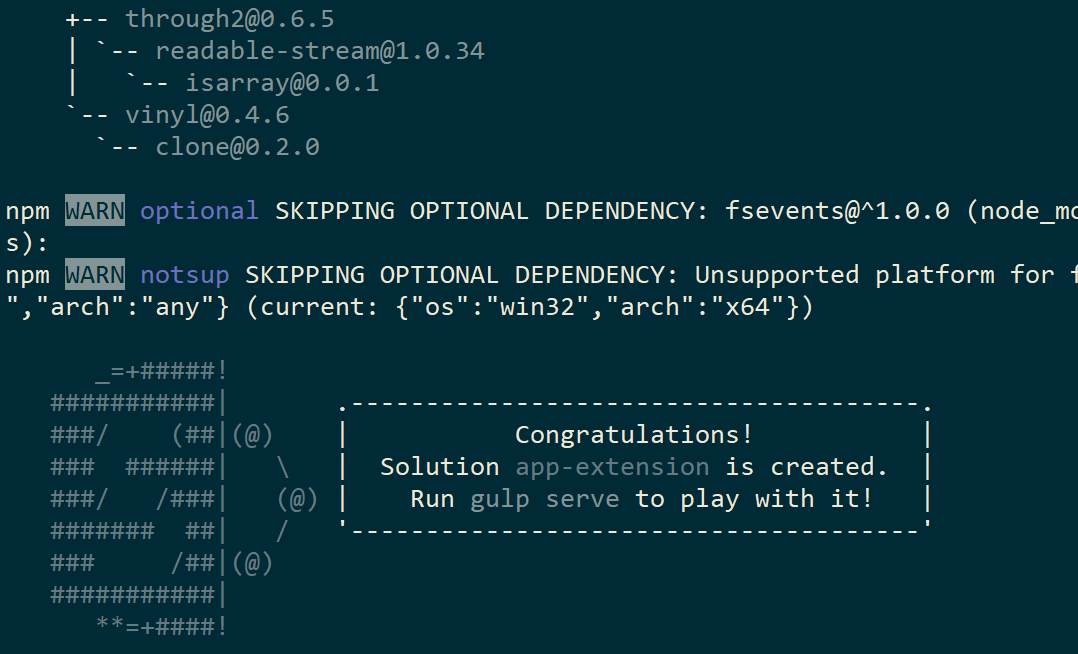 +-- through2@0.6.5
| `-- readable-stream@1.0.34
|   `-- isarray@0.0.1
`-- vinyl@0.4.6
  `-- clone@0.2.0
npm WARN optional SKIPPING OPTIONAL DEPENDENCY: fsevents@^1.0.0 (node_mo
s):
npm WARN notsup SKIPPING OPTIONAL DEPENDENCY: Unsupported platform for f
","arch":"any"} (current: {"os":"win32","arch":"x64"})
      _=+#####!
   ###########|       .--------------------------------------.
   ###/    (##|(@)    |           Congratulations!           |
   ###  ######|   \   |  Solution app-extension is created.  |
   ###/   /###|   (@) |    Run gulp serve to play with it!   |
   #######  ##|   /   '--------------------------------------'
   ###     /##|(@)
   ###########|
      **=+####!